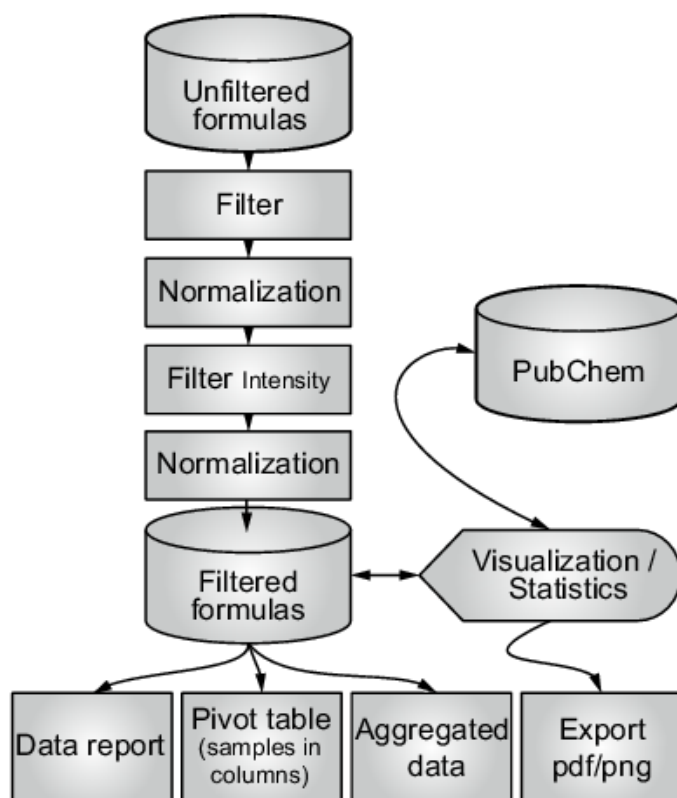 Unfiltered
formulas
Filter
Normalization
Filter Intensity
Normalization
PubChem
Filtered
formulas
Visualization /
Statistics
Data report
Pivot table
(samples in
columns)
Aggregated
data
Export
pdf/png